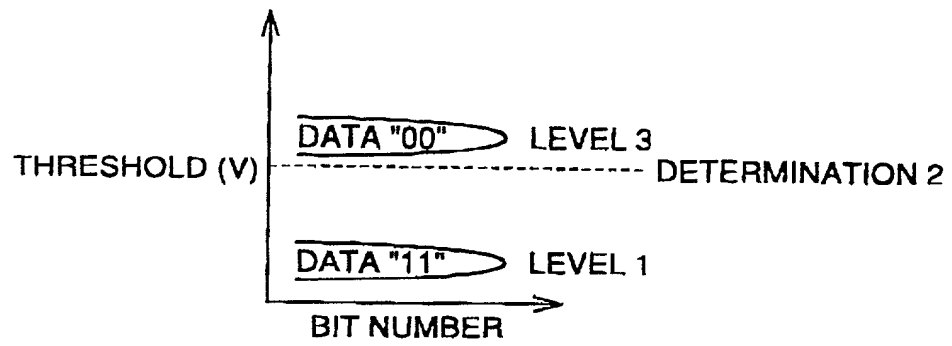 DATA "00" LEVEL 3
THRESHOLD (V) DETERMINATION 2
DATA "11" LEVEL 1
BIT NUMBER